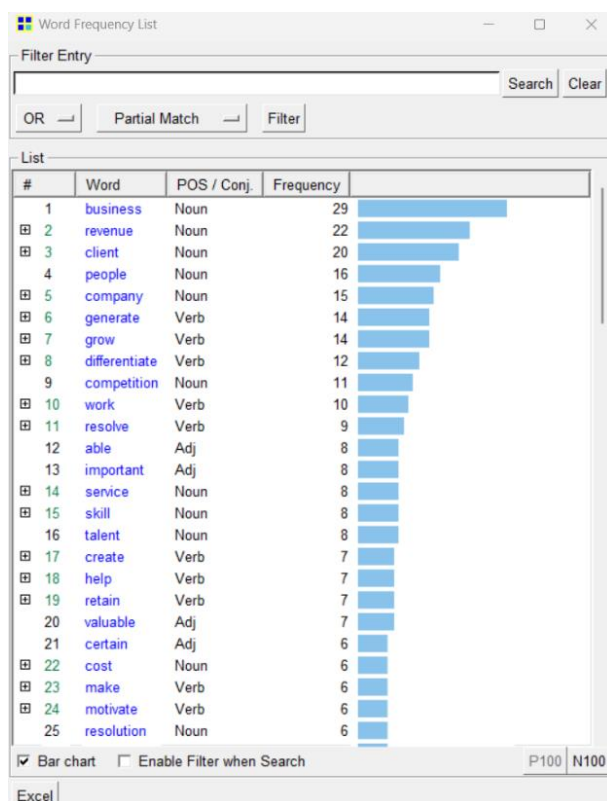 Word Frequency List
Filter Entry
Search Clear
OR Partial Match Filter
List
# Word POS / Conj. Frequency
1 business Noun 29
2 revenue Noun 22
3 client Noun 20
4 people Noun 16
5 company Noun 15
6 generate Verb 14
7 grow Verb 14
8 differentiate Verb 12
9 competition Noun 11
10 work Verb 10
11 resolve Verb 9
12 able Adj 8
13 important Adj 8
14 service Noun 8
15 skill Noun 8
16 talent Noun 8
17 create Verb 7
18 help Verb 7
19 retain Verb 7
20 valuable Adj 7
21 certain Adj 6
22 cost Noun 6
23 make Verb 6
24 motivate Verb 6
25 resolution Noun 6
Bar chart Enable Filter when Search P100 N100
Excel